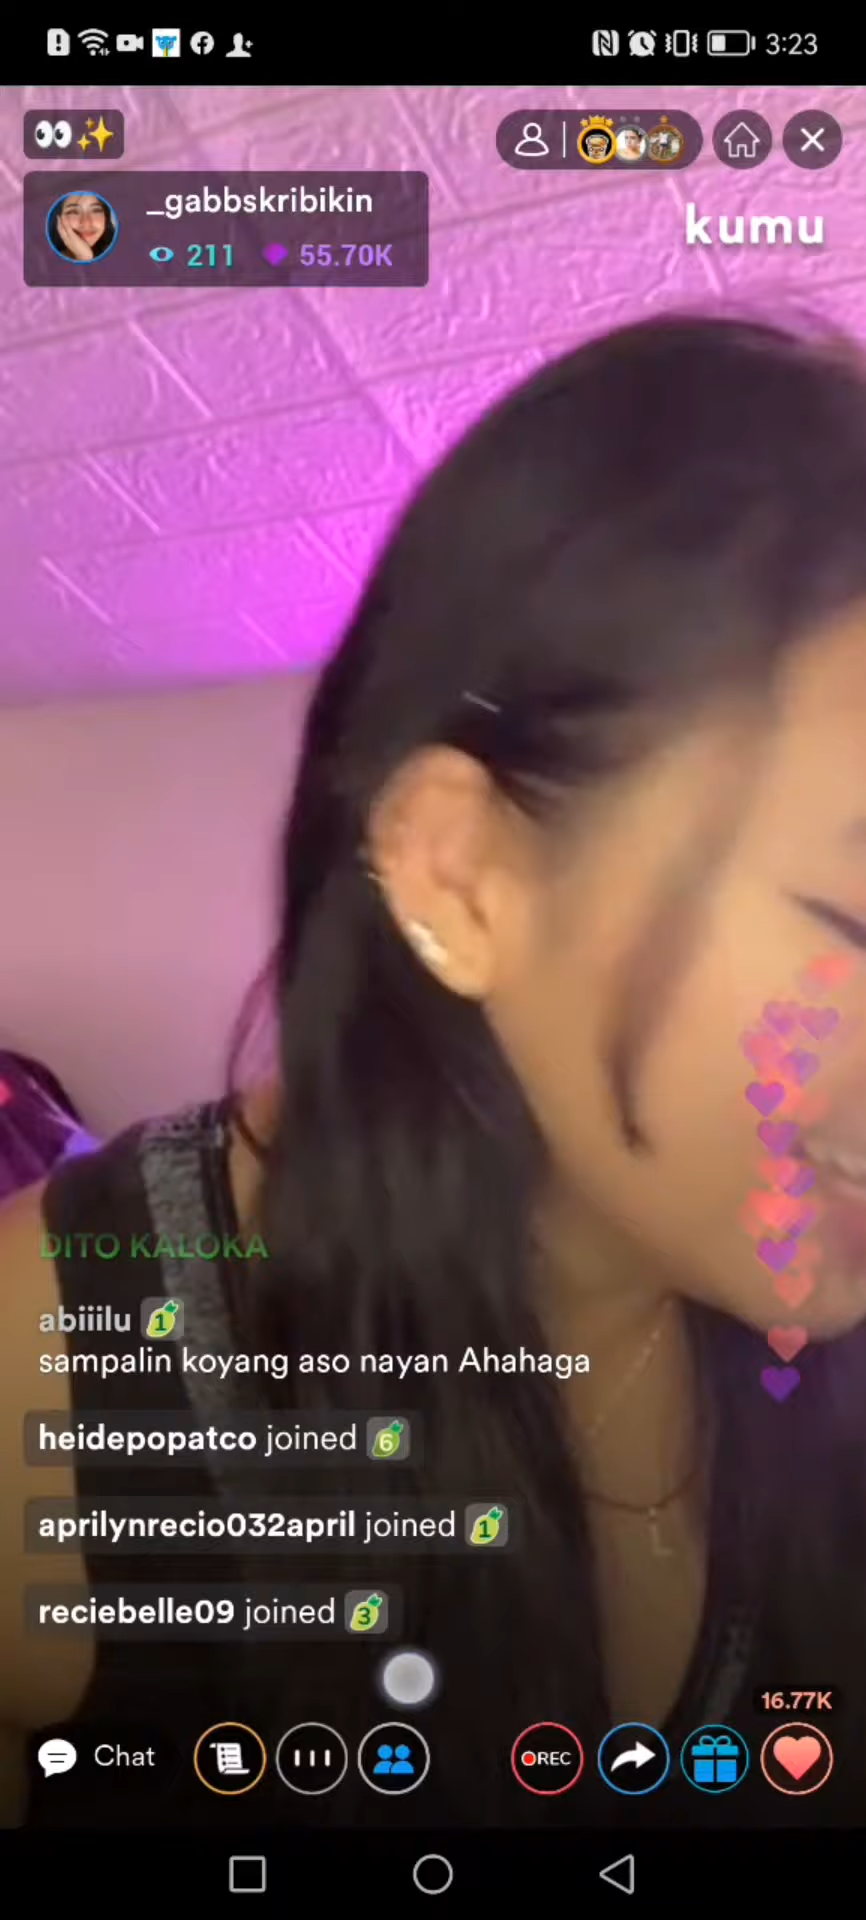 3:23
_gabbskribikin
211 55.70K
kumu
DITO KALOKA
abiiilu 1
sampalin koyang aso nayan Ahahaga
heidepopatco joined 6
aprilynrecio032april joined 1
reciebelle09 joined 3
16.77K
Chat
REC